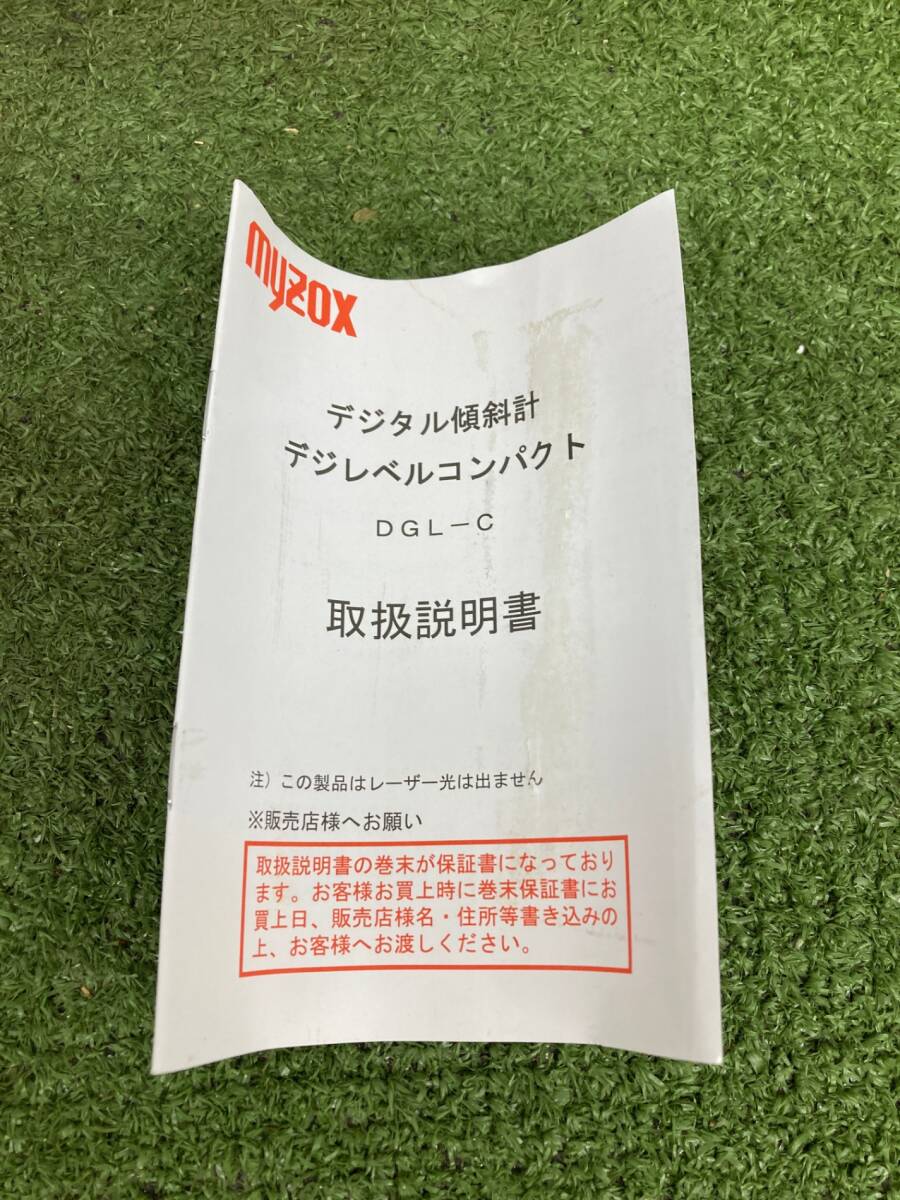 myzox
デジタル傾斜計
デジレベルコンパクト
DGL－C
取扱説明書
注）この製品はレーザー光は出ません
※販売店様へお願い
取扱説明書の巻末が保証書になっており
ます。お客様お買上時に巻末保証書にお
買上日、販売店様名・住所等書き込みの
上、お客様へお渡しください。